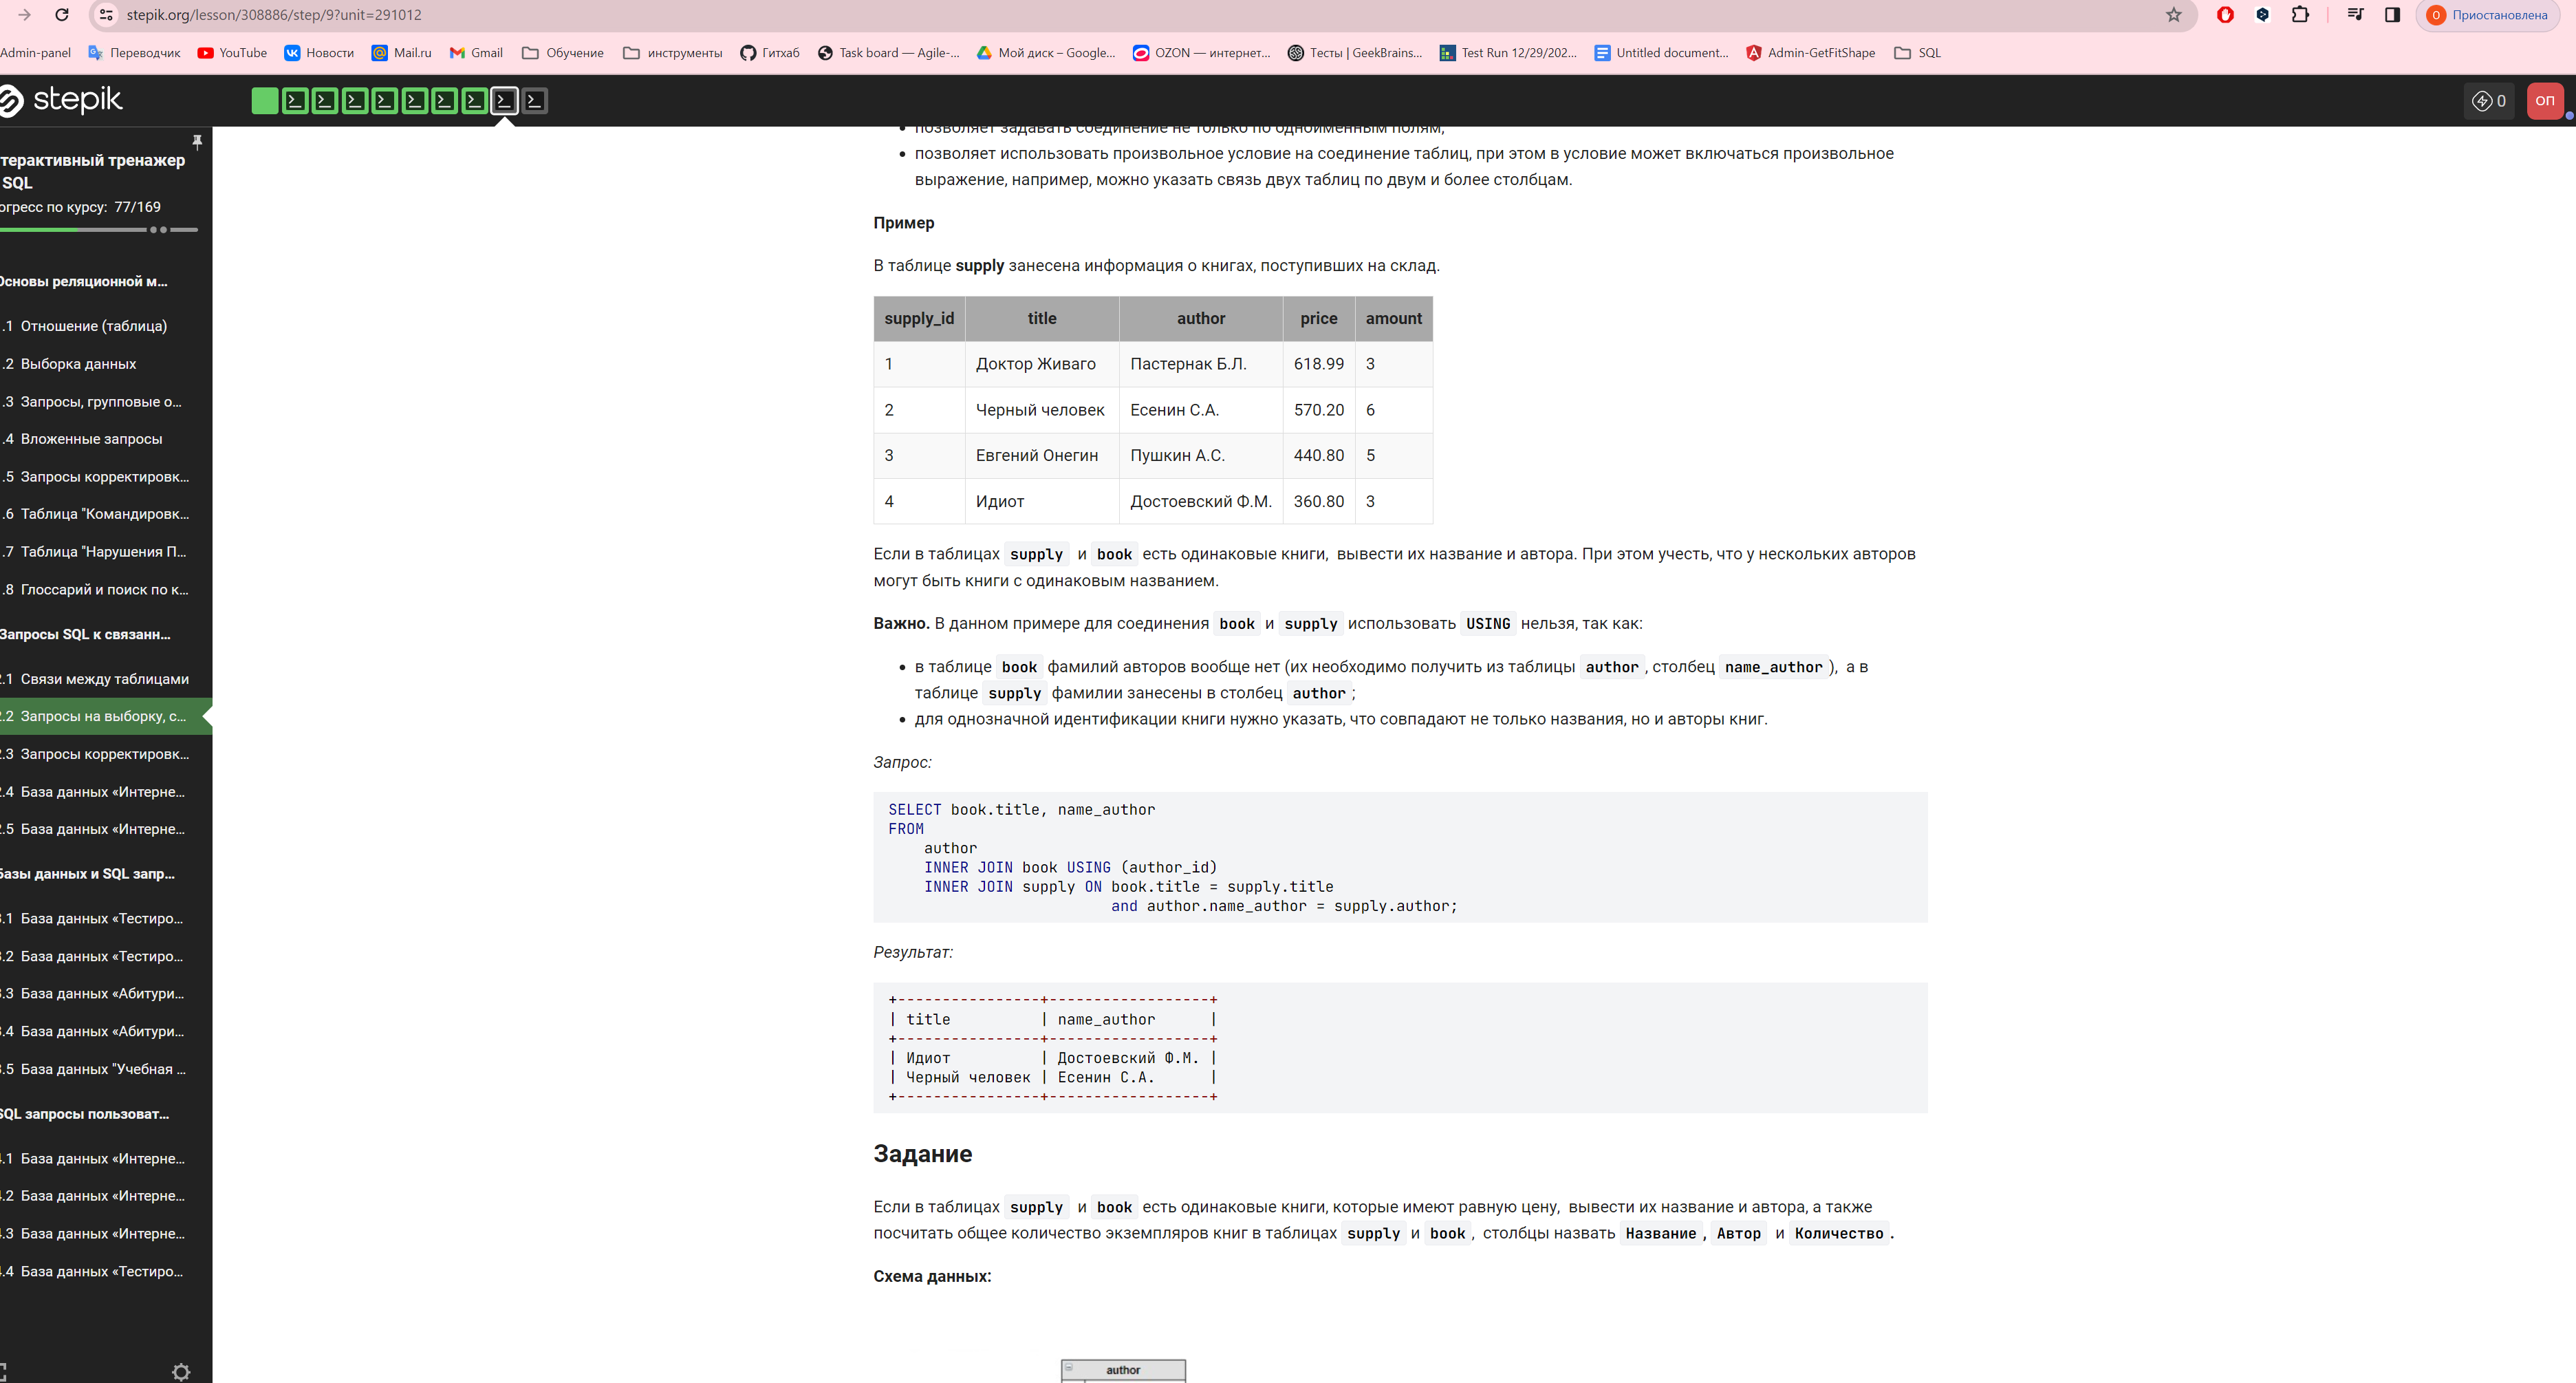 stepik.org/lesson/308886/step/9?unit=291012
О Приостановлена
Admin-panel Переводчик YouTube Новости Mail.ru Gmail Обучение инструменты Гитхаб Task board — Agile-... Мой диск – Google... OZON — интернет... Тесты | GeekBrains... Test Run 12/29/202... Untitled document... Admin-GetFitShape SQL
stepik
0 ОП
терактивный тренажер
SQL
огресс по курсу: 77/169
Основы реляционной м...
.1 Отношение (таблица)
.2 Выборка данных
.3 Запросы, групповые о...
.4 Вложенные запросы
.5 Запросы корректировк...
.6 Таблица "Командировк...
.7 Таблица "Нарушения П...
.8 Глоссарий и поиск по к...
Запросы SQL к связанн...
2.1 Связи между таблицами
2.2 Запросы на выборку, с...
2.3 Запросы корректировк...
2.4 База данных «Интерне...
2.5 База данных «Интерне...
Базы данных и SQL запр...
3.1 База данных «Тестиро...
3.2 База данных «Тестиро...
3.3 База данных «Абитури...
3.4 База данных «Абитури...
3.5 База данных "Учебная ...
SQL запросы пользоват...
4.1 База данных «Интерне...
4.2 База данных «Интерне...
4.3 База данных «Интерне...
4.4 База данных «Тестиро...
позволяет задавать соединение не только по одноименным полям;
позволяет использовать произвольное условие на соединение таблиц, при этом в условие может включаться произвольное
выражение, например, можно указать связь двух таблиц по двум и более столбцам.
Пример
В таблице supply занесена информация о книгах, поступивших на склад.
supply_id title author price amount
1 Доктор Живаго Пастернак Б.Л. 618.99 3
2 Черный человек Есенин С.А. 570.20 6
3 Евгений Онегин Пушкин А.С. 440.80 5
4 Идиот Достоевский Ф.М. 360.80 3
Если в таблицах supply и book есть одинаковые книги, вывести их название и автора. При этом учесть, что у нескольких авторов
могут быть книги с одинаковым названием.
Важно. В данном примере для соединения book и supply использовать USING нельзя, так как:
в таблице book фамилий авторов вообще нет (их необходимо получить из таблицы author, столбец name_author), а в
таблице supply фамилии занесены в столбец author;
для однозначной идентификации книги нужно указать, что совпадают не только названия, но и авторы книг.
Запрос:
SELECT book.title, name_author
FROM
author
INNER JOIN book USING (author_id)
INNER JOIN supply ON book.title = supply.title
and author.name_author = supply.author;
Результат:
+----------------+------------------+
| title | name_author |
+----------------+------------------+
| Идиот | Достоевский Ф.М. |
| Черный человек | Есенин С.А. |
+----------------+------------------+
Задание
Если в таблицах supply и book есть одинаковые книги, которые имеют равную цену, вывести их название и автора, а также
посчитать общее количество экземпляров книг в таблицах supply и book, столбцы назвать Название, Автор и Количество.
Схема данных:
author